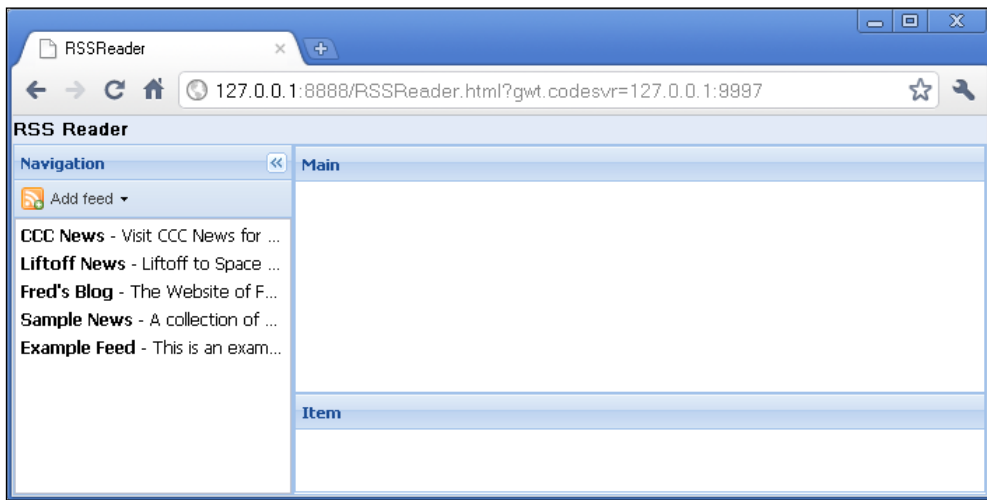 RSSReader
127.0.0.1:8888/RSSReader.html?gwt.codesvr=127.0.0.1:9997
RSS Reader
Navigation
Add feed
CCC News - Visit CCC News for ...
Liftoff News - Liftoff to Space ...
Fred's Blog - The Website of F...
Sample News - A collection of ...
Example Feed - This is an exam...
Main
Item